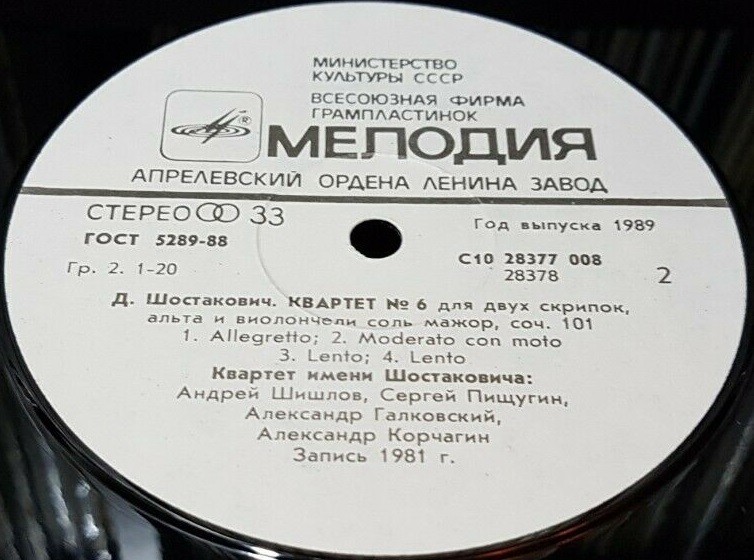 МИНИСТЕРСТВО
КУЛЬТУРЫ СССР
ВСЕСОЮЗНАЯ ФИРМА
ГРАМПЛАСТИНОК
® МЕЛОДИЯ
АПРЕЛЕВСКИЙ ОРДЕНА ЛЕНИНА ЗАВОД
СТЕРЕО 33
ГОСТ 5289-88
Гр. 2. 1-20
Год выпуска 1989
С10 28377 008
28378
2
Д. Шостакович. КВАРТЕТ № 6 для двух скрипок,
альта и виолончели соль мажор, соч. 101
1. Allegretto; 2. Moderato con moto
3. Lento; 4. Lento
Квартет имени Шостаковича:
Андрей Шишлов, Сергей Пищугин,
Александр Галковский,
Александр Корчагин
Запись 1981 г.